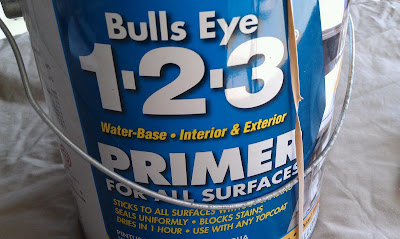 Bulls Eye
1·2·3
Water-Base • Interior & Exterior
PRIMER
FOR ALL SURFACES
STICKS TO ALL SURFACES WITH
SEALS UNIFORMLY • BLOCKS STAINS
DRIES IN 1 HOUR • USE WITH ANY TOPCOAT